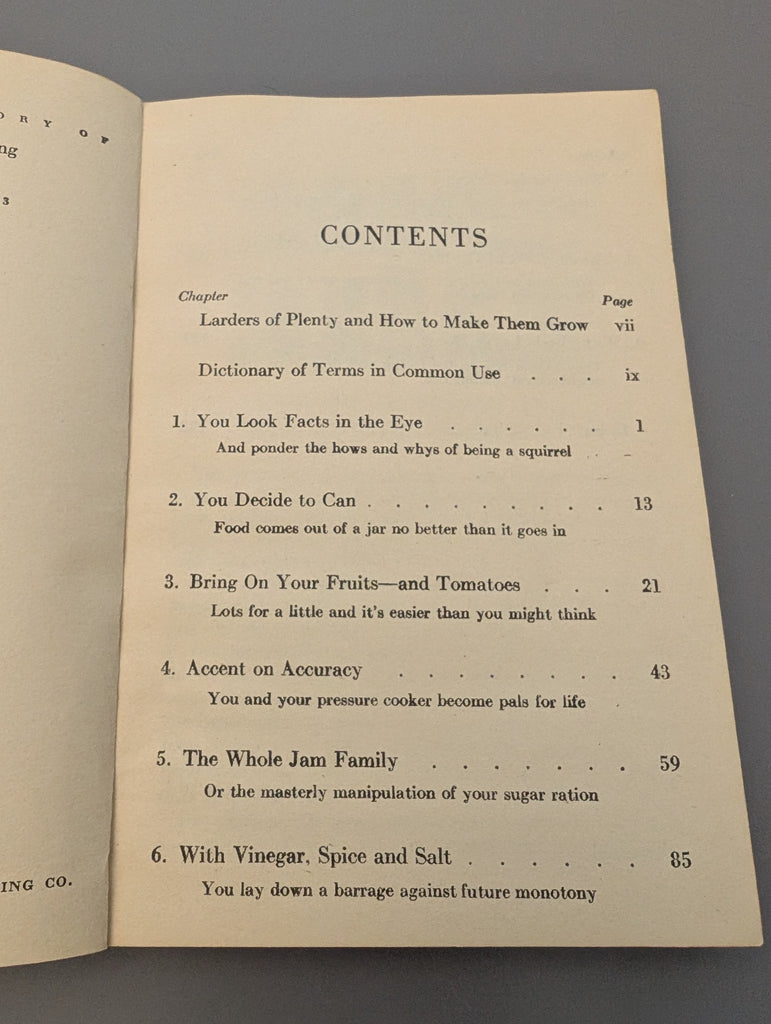 O R Y O F
ng
3
ING CO.
CONTENTS
Chapter Page
Larders of Plenty and How to Make Them Grow vii
Dictionary of Terms in Common Use . . . ix
1. You Look Facts in the Eye . . . . . . 1
And ponder the hows and whys of being a squirrel
2. You Decide to Can . . . . . . . . . 13
Food comes out of a jar no better than it goes in
3. Bring On Your Fruits—and Tomatoes . . . 21
Lots for a little and it's easier than you might think
4. Accent on Accuracy . . . . . . . . 43
You and your pressure cooker become pals for life
5. The Whole Jam Family . . . . . . . 59
Or the masterly manipulation of your sugar ration
6. With Vinegar, Spice and Salt . . . . . . 85
You lay down a barrage against future monotony